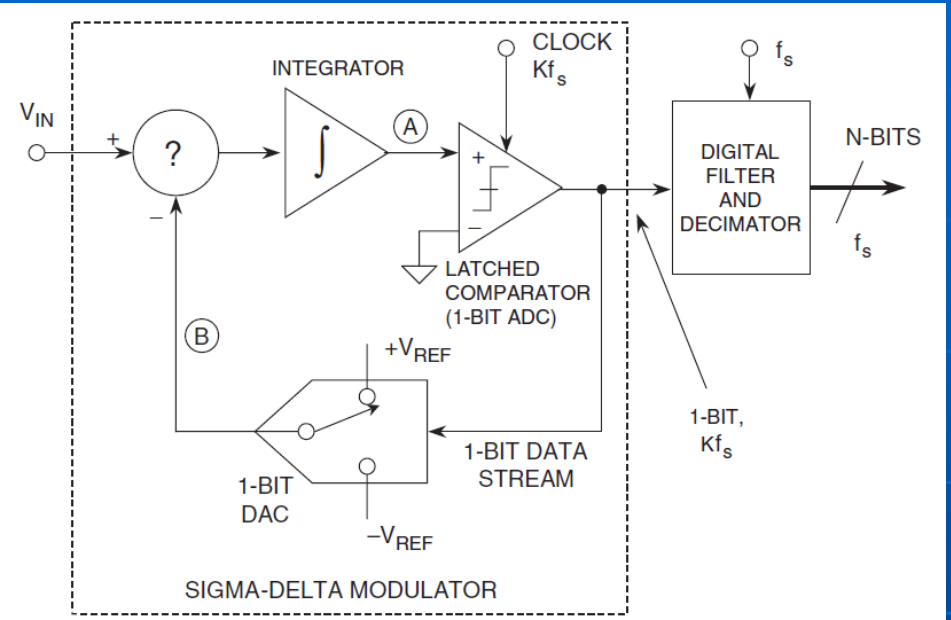 CLOCK
Kfs
fs
INTEGRATOR
VIN
+
?
∫
A
+
−
−
DIGITAL
FILTER
AND
DECIMATOR
N-BITS
fs
LATCHED
COMPARATOR
(1-BIT ADC)
B
+VREF
1-BIT,
Kfs
1-BIT DATA
STREAM
1-BIT
DAC
−VREF
SIGMA-DELTA MODULATOR